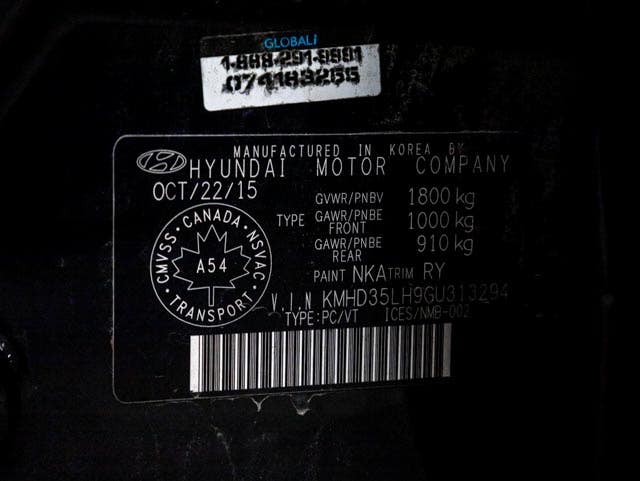 GLOBALi
1-888-291-9691
074163265
MANUFACTURED IN KOREA BY
HYUNDAI MOTOR COMPANY
OCT/22/15
GVWR/PNBV 1800 kg
TYPE GAWR/PNBE FRONT 1000 kg
GAWR/PNBE REAR 910 kg
PAINT NKA TRIM RY
CMVSS · CANADA · NSVAC
A54
· TRANSPORT ·
V.I.N KMHD35LH9GU313294
TYPE:PC/VT ICES/NMB-002